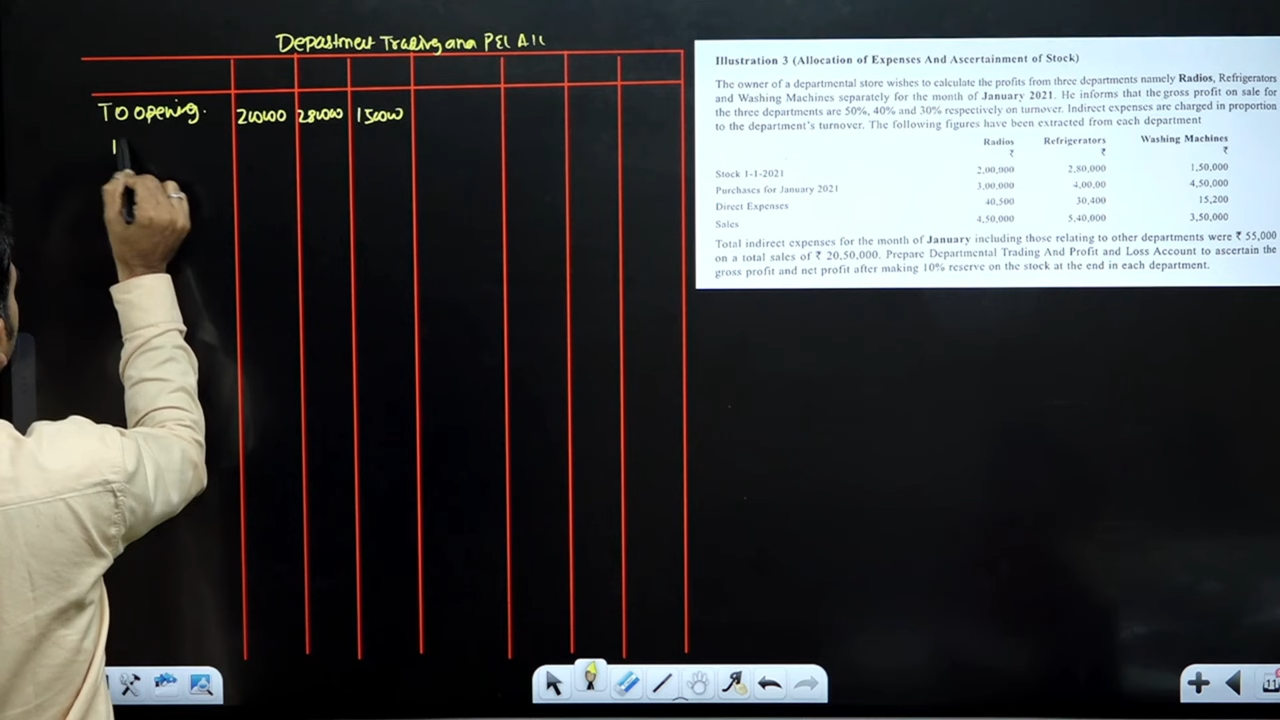 Department Trading and P&L A/c
To opening. 200000 280000 150000
Illustration 3 (Allocation of Expenses And Ascertainment of Stock)
The owner of a departmental store wishes to calculate the profits from three departments namely Radios, Refrigerators
and Washing Machines separately for the month of January 2021. He informs that the gross profit on sale for
the three departments are 50%, 40% and 30% respectively on turnover. Indirect expenses are charged in proportion
to the department's turnover. The following figures have been extracted from each department
Radios Refrigerators Washing Machines
₹ ₹ ₹
Stock 1-1-2021 2,00,000 2,80,000 1,50,000
Purchases for January 2021 3,00,000 4,00,00 4,50,000
Direct Expenses 40,500 30,400 15,200
Sales 4,50,000 5,40,000 3,50,000
Total indirect expenses for the month of January including those relating to other departments were ₹ 55,000
on a total sales of ₹ 20,50,000. Prepare Departmental Trading And Profit and Loss Account to ascertain the
gross profit and net profit after making 10% reserve on the stock at the end in each department.